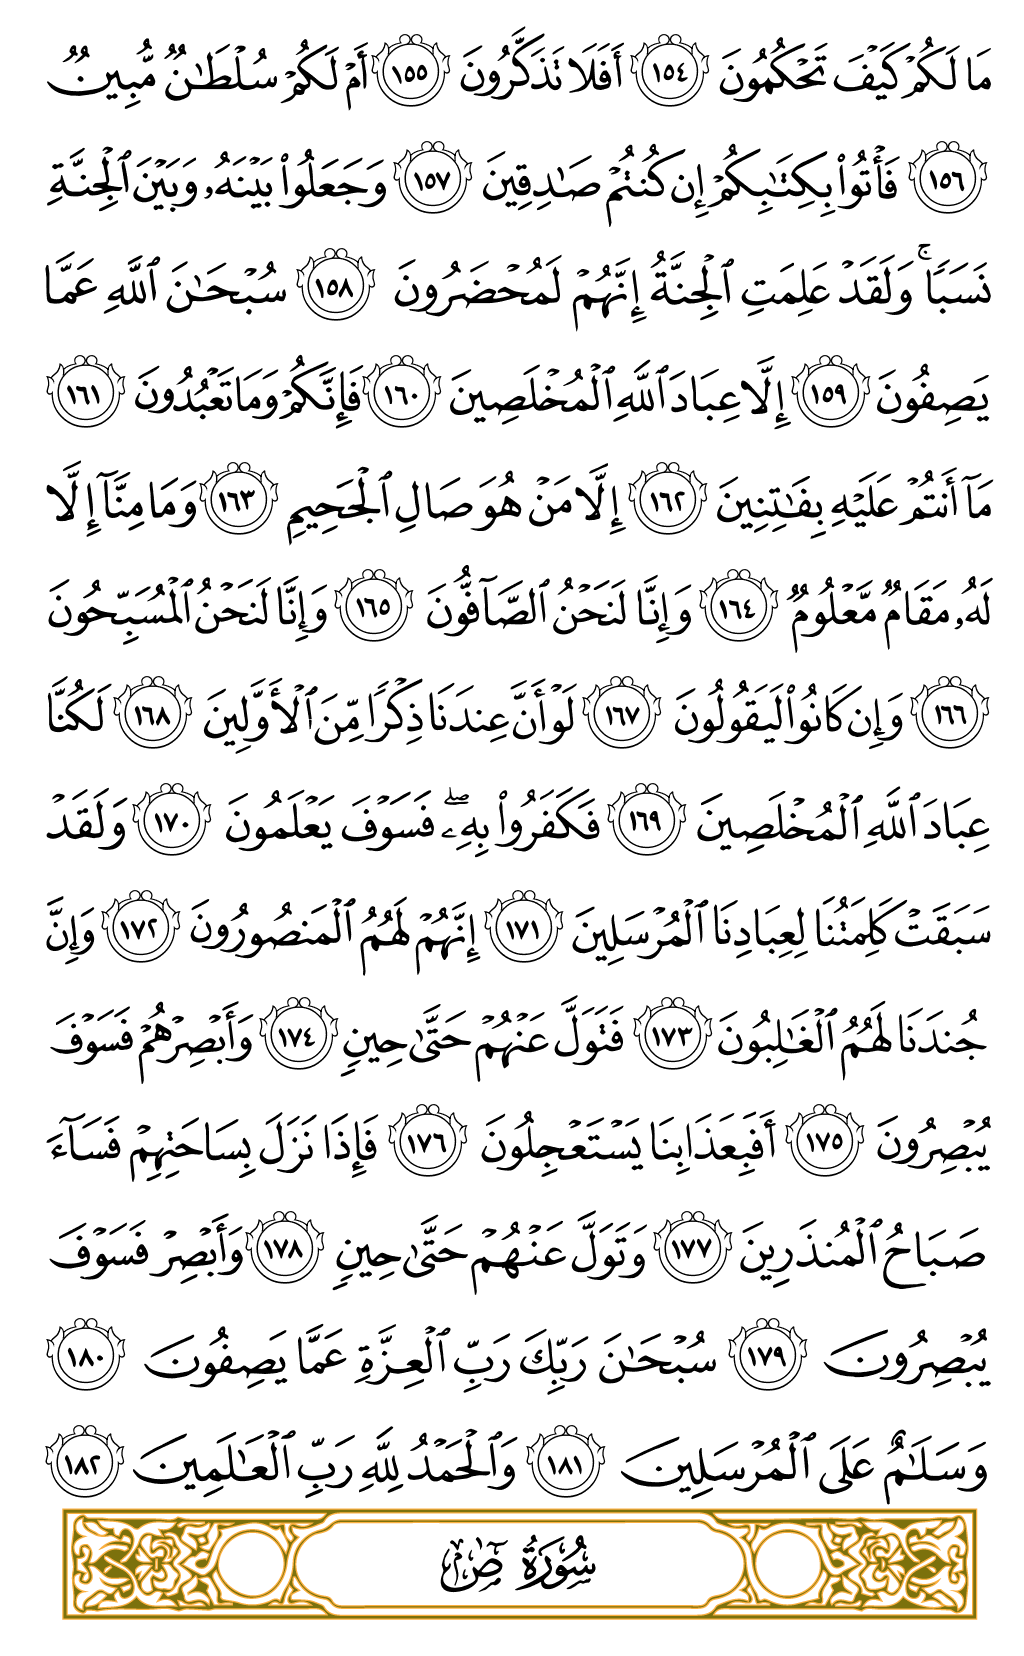 مَا لَكُمْ كَيْفَ تَحْكُمُونَ ١٥٤ أَفَلَا تَذَكَّرُونَ ١٥٥ أَمْ لَكُمْ سُلْطَٰنٌ مُّبِينٌ
١٥٦ فَأْتُوا۟ بِكِتَٰبِكُمْ إِن كُنتُمْ صَٰدِقِينَ ١٥٧ وَجَعَلُوا۟ بَيْنَهُۥ وَبَيْنَ ٱلْجِنَّةِ
نَسَبًا ۚ وَلَقَدْ عَلِمَتِ ٱلْجِنَّةُ إِنَّهُمْ لَمُحْضَرُونَ ١٥٨ سُبْحَٰنَ ٱللَّهِ عَمَّا
يَصِفُونَ ١٥٩ إِلَّا عِبَادَ ٱللَّهِ ٱلْمُخْلَصِينَ ١٦٠ فَإِنَّكُمْ وَمَا تَعْبُدُونَ ١٦١
مَآ أَنتُمْ عَلَيْهِ بِفَٰتِنِينَ ١٦٢ إِلَّا مَنْ هُوَ صَالِ ٱلْجَحِيمِ ١٦٣ وَمَا مِنَّآ إِلَّا
لَهُۥ مَقَامٌ مَّعْلُومٌ ١٦٤ وَإِنَّا لَنَحْنُ ٱلصَّآفُّونَ ١٦٥ وَإِنَّا لَنَحْنُ ٱلْمُسَبِّحُونَ
١٦٦ وَإِن كَانُوا۟ لَيَقُولُونَ ١٦٧ لَوْ أَنَّ عِندَنَا ذِكْرًا مِّنَ ٱلْأَوَّلِينَ ١٦٨ لَكُنَّا
عِبَادَ ٱللَّهِ ٱلْمُخْلَصِينَ ١٦٩ فَكَفَرُوا۟ بِهِۦ ۖ فَسَوْفَ يَعْلَمُونَ ١٧٠ وَلَقَدْ
سَبَقَتْ كَلِمَتُنَا لِعِبَادِنَا ٱلْمُرْسَلِينَ ١٧١ إِنَّهُمْ لَهُمُ ٱلْمَنصُورُونَ ١٧٢ وَإِنَّ
جُندَنَا لَهُمُ ٱلْغَٰلِبُونَ ١٧٣ فَتَوَلَّ عَنْهُمْ حَتَّىٰ حِينٍ ١٧٤ وَأَبْصِرْهُمْ فَسَوْفَ
يُبْصِرُونَ ١٧٥ أَفَبِعَذَابِنَا يَسْتَعْجِلُونَ ١٧٦ فَإِذَا نَزَلَ بِسَاحَتِهِمْ فَسَآءَ
صَبَاحُ ٱلْمُنذَرِينَ ١٧٧ وَتَوَلَّ عَنْهُمْ حَتَّىٰ حِينٍ ١٧٨ وَأَبْصِرْ فَسَوْفَ
يُبْصِرُونَ ١٧٩ سُبْحَٰنَ رَبِّكَ رَبِّ ٱلْعِزَّةِ عَمَّا يَصِفُونَ ١٨٠
وَسَلَٰمٌ عَلَى ٱلْمُرْسَلِينَ ١٨١ وَٱلْحَمْدُ لِلَّهِ رَبِّ ٱلْعَٰلَمِينَ ١٨٢
سُورَةُ صٓ